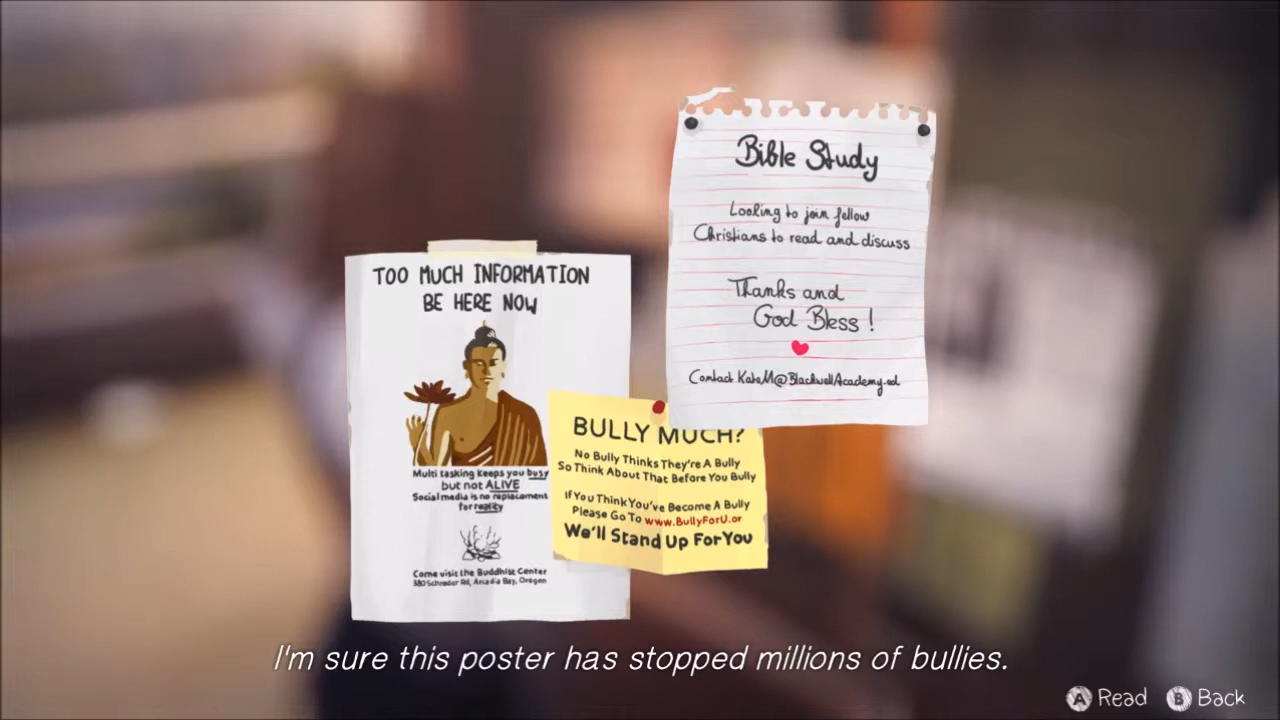 TOO MUCH INFORMATION
BE HERE NOW
Multi tasking keeps you busy
but not ALIVE
Social media is no replacement
for reality
Come visit the Buddhist Center
380 Schroder Rd, Arcadia Bay, Oregon
BULLY MUCH?
No Bully Thinks They're A Bully
So Think About That Before You Bully
If You Think You've Become A Bully
Please Go To www.BullyForU.or
We'll Stand Up For You
Bible Study
Looking to join fellow
Christians to read and discuss
Thanks and
God Bless !
Contact KateM@BlackwellAcademy.ed
I'm sure this poster has stopped millions of bullies.
A Read B Back